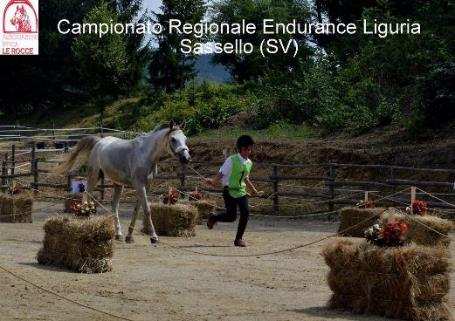 Campionato Regionale Endurance Liguria
Sassello (SV)
LE ROCCE